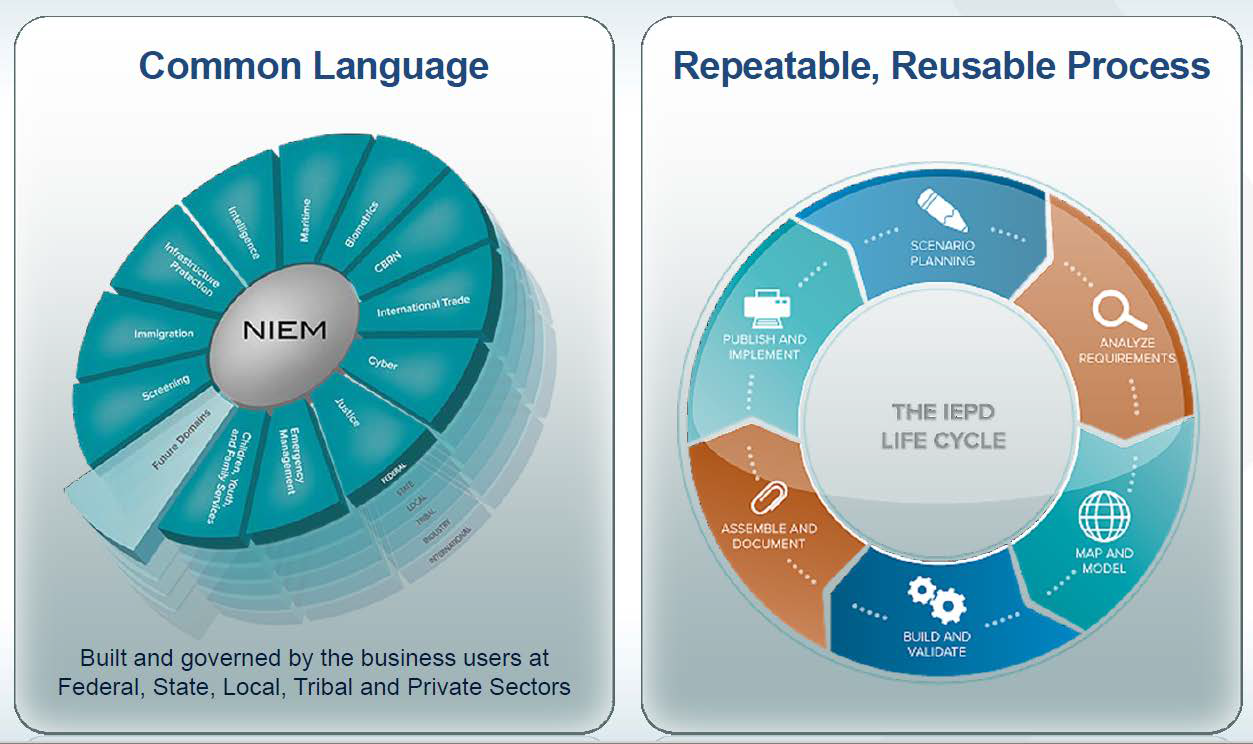 Common Language
Intelligence
Maritime
Biometrics
CBRN
International Trade
Cyber
Justice
Emergency
Management
Children, Youth,
and Family Services
Future Domains
Screening
Immigration
Infrastructure
Protection
NIEM
FEDERAL
STATE
LOCAL
TRIBAL
INDUSTRY
INTERNATIONAL
Built and governed by the business users at
Federal, State, Local, Tribal and Private Sectors
Repeatable, Reusable Process
SCENARIO
PLANNING
ANALYZE
REQUIREMENTS
MAP AND
MODEL
BUILD AND
VALIDATE
ASSEMBLE AND
DOCUMENT
PUBLISH AND
IMPLEMENT
THE IEPD
LIFE CYCLE